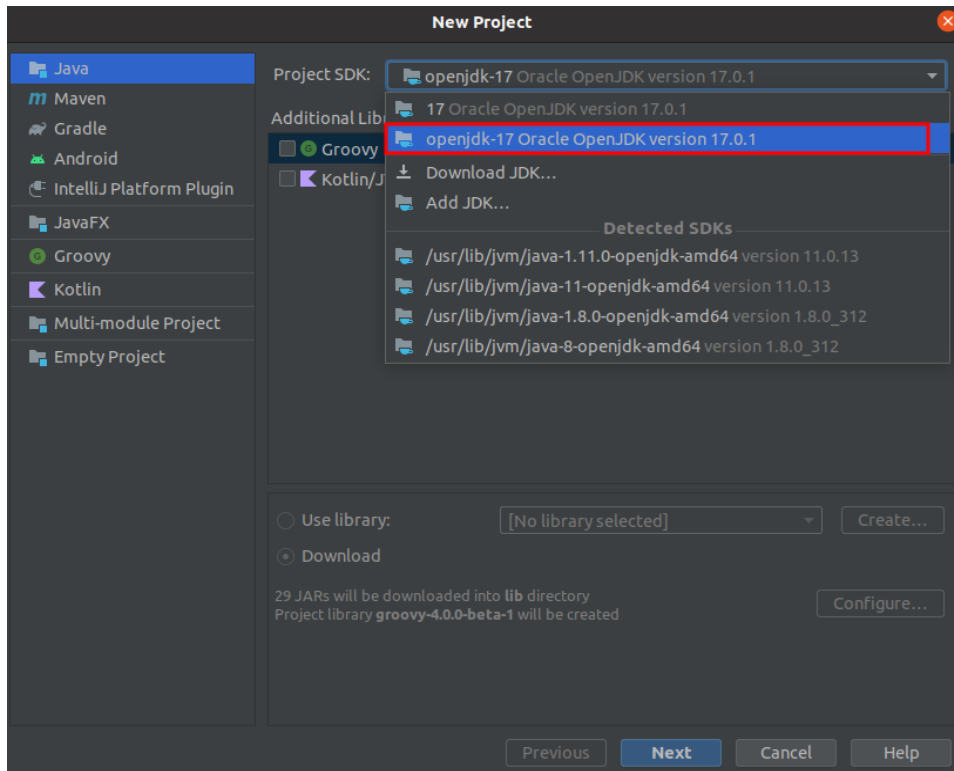 New Project
Java
Maven
Gradle
Android
IntelliJ Platform Plugin
JavaFX
Groovy
Kotlin
Multi-module Project
Empty Project
Project SDK: openjdk-17 Oracle OpenJDK version 17.0.1
17 Oracle OpenJDK version 17.0.1
Additional Lib
openjdk-17 Oracle OpenJDK version 17.0.1
Groovy
Download JDK...
Kotlin/J
Add JDK...
Detected SDKs
/usr/lib/jvm/java-1.11.0-openjdk-amd64 version 11.0.13
/usr/lib/jvm/java-11-openjdk-amd64 version 11.0.13
/usr/lib/jvm/java-1.8.0-openjdk-amd64 version 1.8.0_312
/usr/lib/jvm/java-8-openjdk-amd64 version 1.8.0_312
Use library: [No library selected] Create...
Download
29 JARs will be downloaded into lib directory
Project library groovy-4.0.0-beta-1 will be created
Configure...
Previous Next Cancel Help